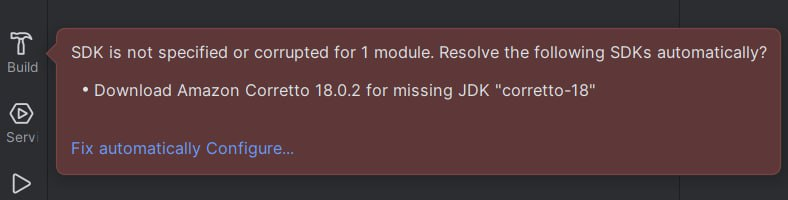 SDK is not specified or corrupted for 1 module. Resolve the following SDKs automatically?
• Download Amazon Corretto 18.0.2 for missing JDK "corretto-18"
Fix automatically Configure...
Build
Servi